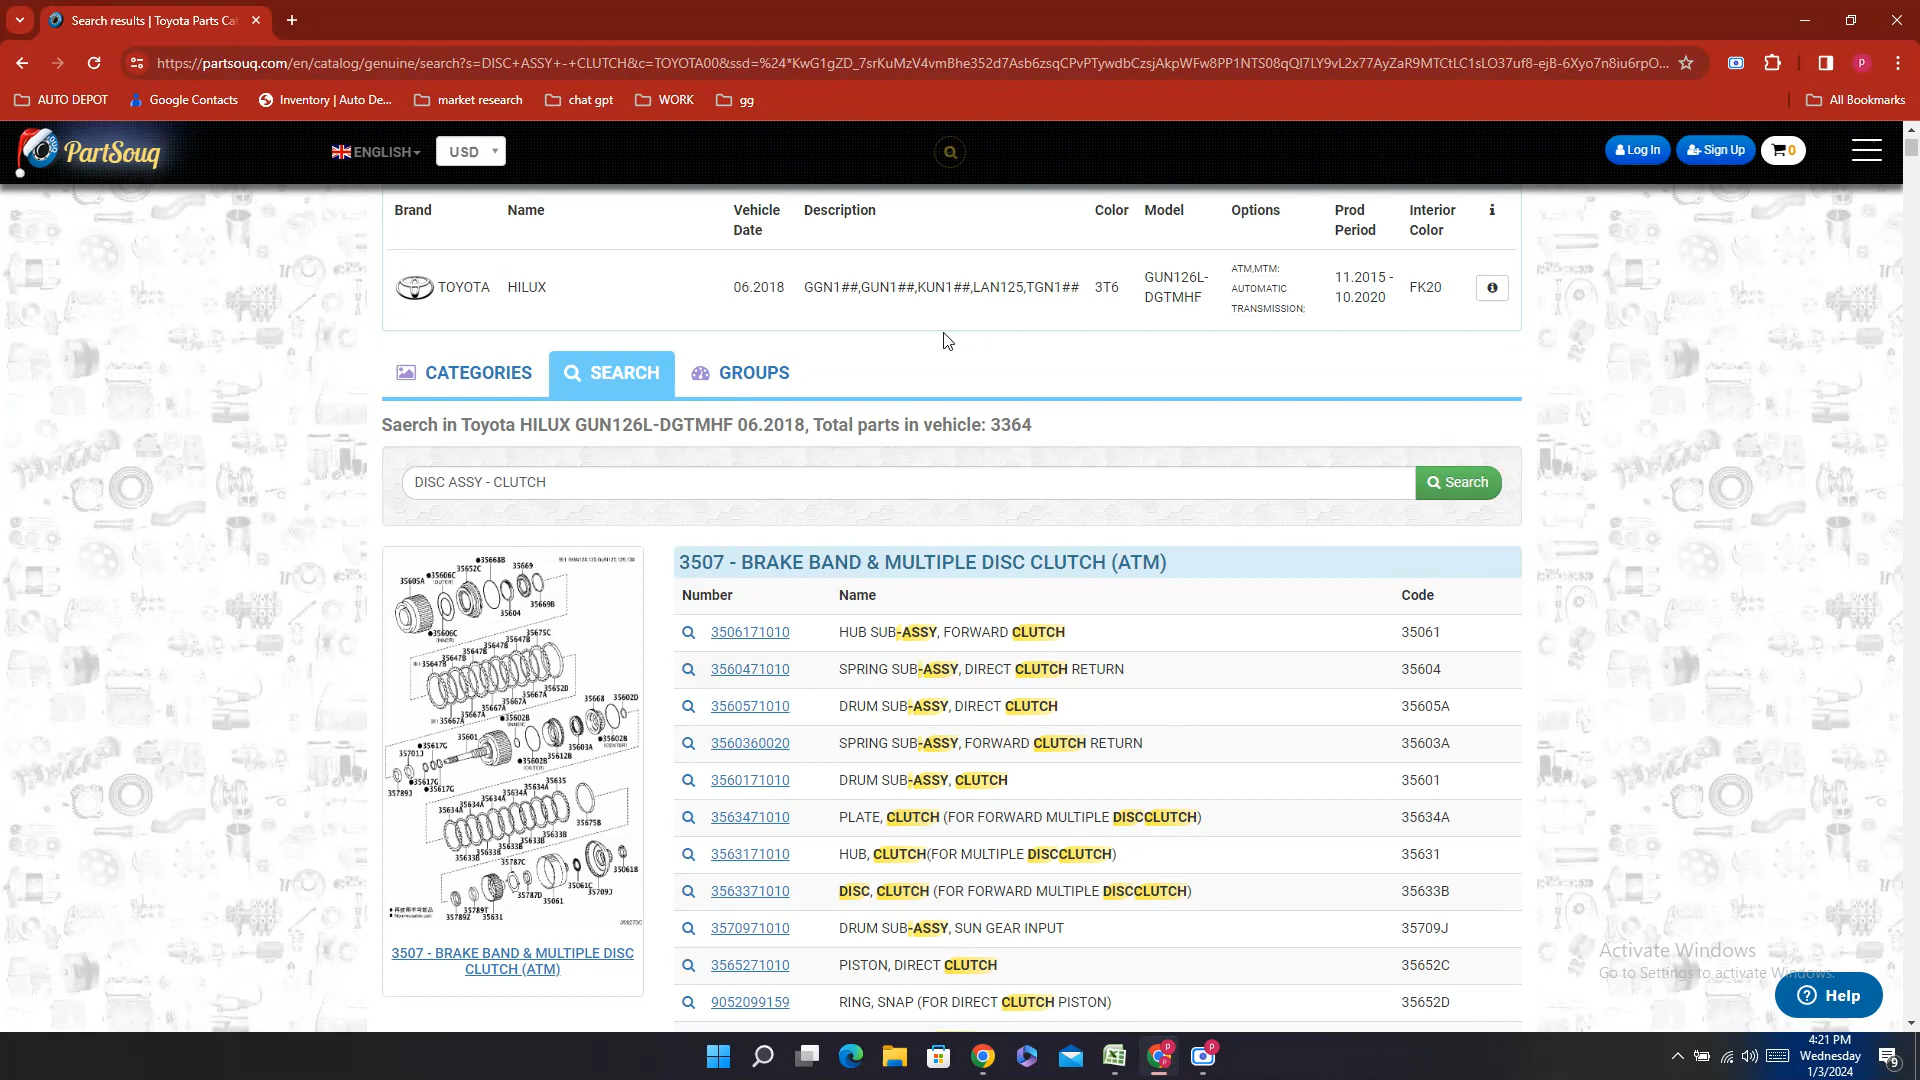 Search results | Toyota Parts Cat
https://partsouq.com/en/catalog/genuine/search?s=DISC+ASSY+-+CLUTCH&c=TOYOTA00&ssd=%24*KwG1gZD_7srKuMzV4vmBhe352d7Asb6zsqCPvPTywdbCzsjAkpWFw8PP1NTS08qQI7LY9vL2x77AyZaR9MTCtLC1sLO37uf8-ejB-6Xyo7n8iu6rpO...
AUTO DEPOT
Google Contacts
Inventory | Auto De...
market research
chat gpt
WORK
gg
All Bookmarks
PartSouq
ENGLISH
USD
Log In
Sign Up
0
Brand Name Vehicle Date Description Color Model Options Prod Period Interior Color
TOYOTA HILUX 06.2018 GGN1##,GUN1##,KUN1##,LAN125,TGN1## 3T6 GUN126L-DGTMHF ATM,MTM: AUTOMATIC TRANSMISSION; 11.2015 - 10.2020 FK20
CATEGORIES
SEARCH
GROUPS
Saerch in Toyota HILUX GUN126L-DGTMHF 06.2018, Total parts in vehicle: 3364
DISC ASSY - CLUTCH
Search
3507 - BRAKE BAND & MULTIPLE DISC CLUTCH (ATM)
Number Name Code
3506171010 HUB SUB-ASSY, FORWARD CLUTCH 35061
3560471010 SPRING SUB-ASSY, DIRECT CLUTCH RETURN 35604
3560571010 DRUM SUB-ASSY, DIRECT CLUTCH 35605A
3560360020 SPRING SUB-ASSY, FORWARD CLUTCH RETURN 35603A
3560171010 DRUM SUB-ASSY, CLUTCH 35601
3563471010 PLATE, CLUTCH (FOR FORWARD MULTIPLE DISCCLUTCH) 35634A
3563171010 HUB, CLUTCH(FOR MULTIPLE DISCCLUTCH) 35631
3563371010 DISC, CLUTCH (FOR FORWARD MULTIPLE DISCCLUTCH) 35633B
3570971010 DRUM SUB-ASSY, SUN GEAR INPUT 35709J
3565271010 PISTON, DIRECT CLUTCH 35652C
9052099159 RING, SNAP (FOR DIRECT CLUTCH PISTON) 35652D
3507 - BRAKE BAND & MULTIPLE DISC
CLUTCH (ATM)
Activate Windows
Go to Settings to activate Windows.
Help
4:21 PM
Wednesday
1/3/2024
9